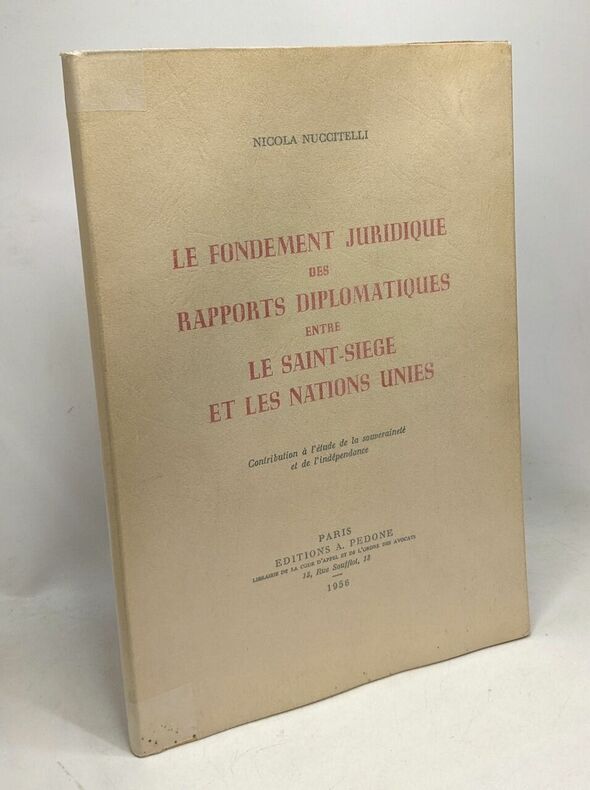 NICOLA NUCCITELLI
LE FONDEMENT JURIDIQUE
DES
RAPPORTS DIPLOMATIQUES
ENTRE
LE SAINT-SIEGE
ET LES NATIONS UNIES
Contribution à l'étude de la souveraineté
et de l'indépendance
PARIS
EDITIONS A. PEDONE
LIBRAIRIE DE LA COUR D'APPEL ET DE L'ORDRE DES AVOCATS
13, Rue Soufflot, 13
1956